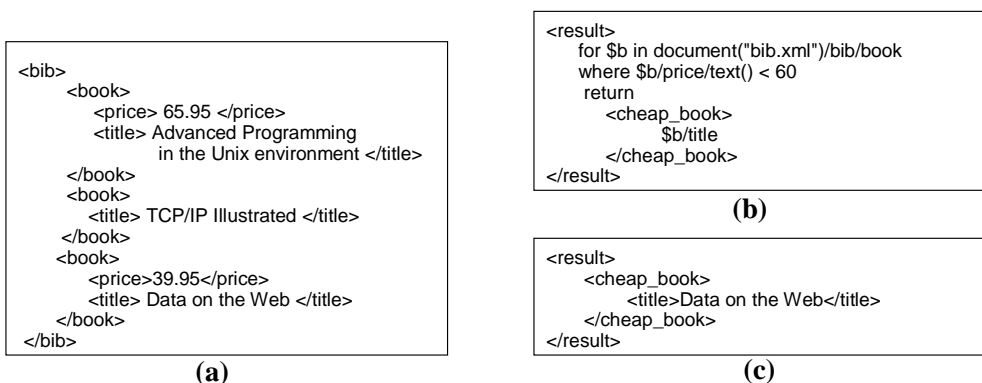 <bib>
<book>
<price> 65.95 </price>
<title> Advanced Programming
in the Unix environment </title>
</book>
<book>
<title> TCP/IP Illustrated </title>
</book>
<book>
<price>39.95</price>
<title> Data on the Web </title>
</book>
</bib>
(a)
<result>
for $b in document("bib.xml")/bib/book
where $b/price/text() < 60
return
<cheap_book>
$b/title
</cheap_book>
</result>
(b)
<result>
<cheap_book>
<title>Data on the Web</title>
</cheap_book>
</result>
(c)